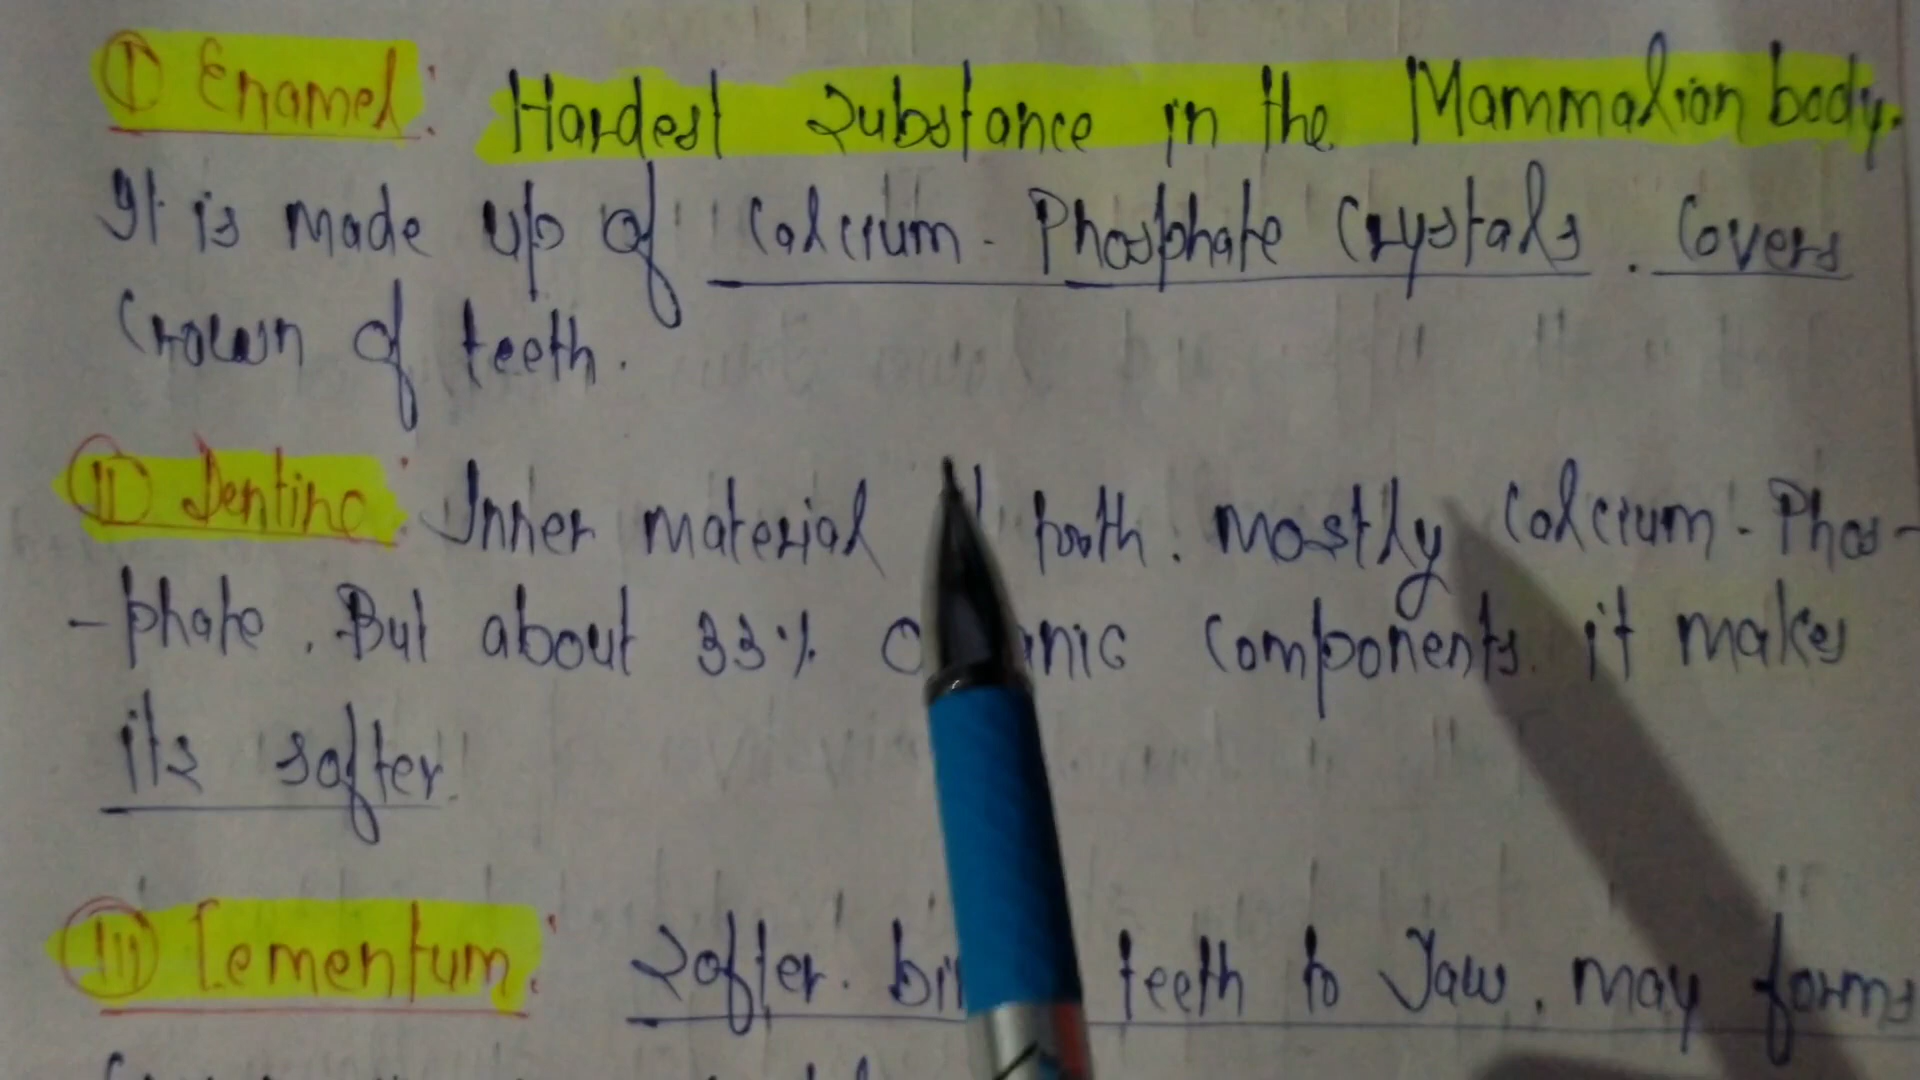 I Enamel: Hardest Substance in the Mammalian body.
It is made up of Calcium-Phosphate Crystals. Covers
Crown of teeth.
II Dentine: Inner material tooth. mostly Calcium-Phos-
-phate. But about 33% components. it makes
its softer.
III Cementum: Softer. teeth to Jaw. may forms